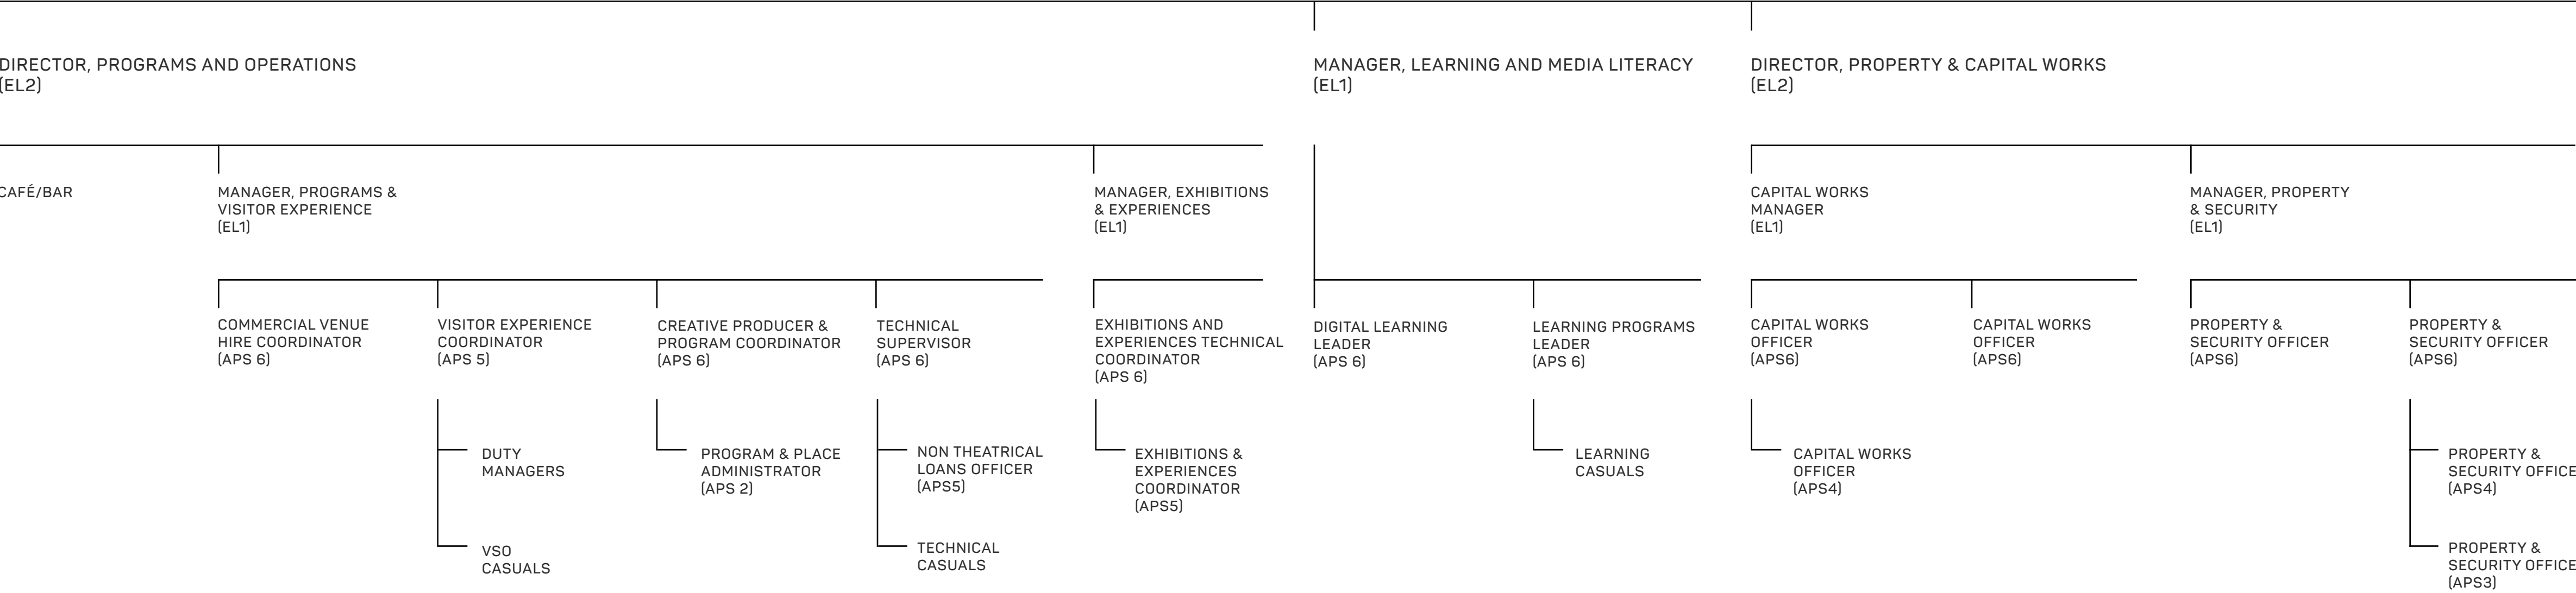 DIRECTOR, PROGRAMS AND OPERATIONS
(EL2)
MANAGER, LEARNING AND MEDIA LITERACY
(EL1)
DIRECTOR, PROPERTY & CAPITAL WORKS
(EL2)
CAFÉ/BAR
MANAGER, PROGRAMS &
VISITOR EXPERIENCE
(EL1)
MANAGER, EXHIBITIONS
& EXPERIENCES
(EL1)
CAPITAL WORKS
MANAGER
(EL1)
MANAGER, PROPERTY
& SECURITY
(EL1)
COMMERCIAL VENUE
HIRE COORDINATOR
(APS 6)
VISITOR EXPERIENCE
COORDINATOR
(APS 5)
CREATIVE PRODUCER &
PROGRAM COORDINATOR
(APS 6)
TECHNICAL
SUPERVISOR
(APS 6)
EXHIBITIONS AND
EXPERIENCES TECHNICAL
COORDINATOR
(APS 6)
DIGITAL LEARNING
LEADER
(APS 6)
LEARNING PROGRAMS
LEADER
(APS 6)
CAPITAL WORKS
OFFICER
(APS6)
CAPITAL WORKS
OFFICER
(APS6)
PROPERTY &
SECURITY OFFICER
(APS6)
PROPERTY &
SECURITY OFFICER
(APS6)
DUTY
MANAGERS
PROGRAM & PLACE
ADMINISTRATOR
(APS 2)
NON THEATRICAL
LOANS OFFICER
(APS5)
EXHIBITIONS &
EXPERIENCES
COORDINATOR
(APS5)
LEARNING
CASUALS
CAPITAL WORKS
OFFICER
(APS4)
PROPERTY &
SECURITY OFFICE
(APS4)
VSO
CASUALS
TECHNICAL
CASUALS
PROPERTY &
SECURITY OFFICE
(APS3)